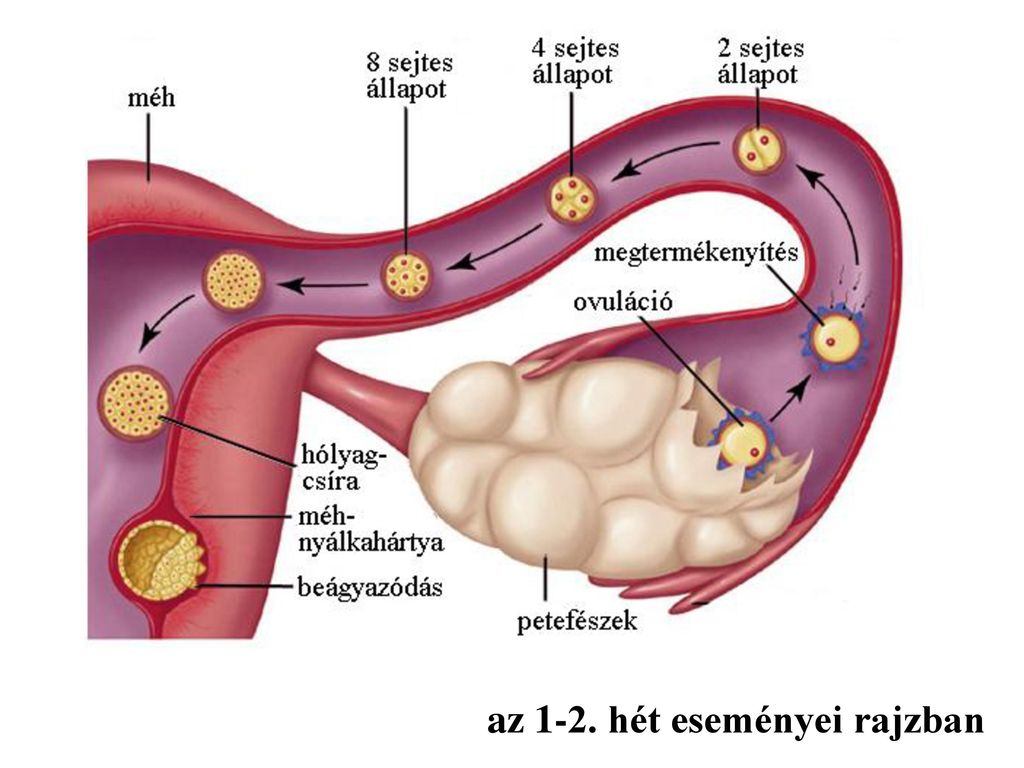 méh
8 sejtes
állapot
4 sejtes
állapot
2 sejtes
állapot
megtermékenyítés
ovuláció
hólyag-
csíra
méh-
nyálkahártya
beágyazódás
petefészek
az 1-2. hét eseményei rajzban